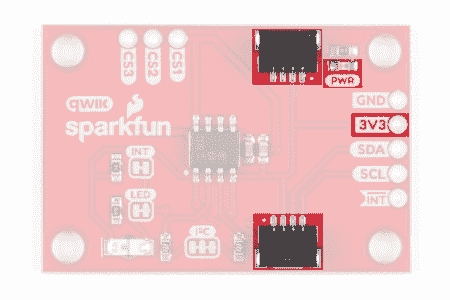 CS3
CS2
CS1
PWR
GND
qwiic
3V3
sparkfun
SDA
INT
SCL
LED
INT
I²C